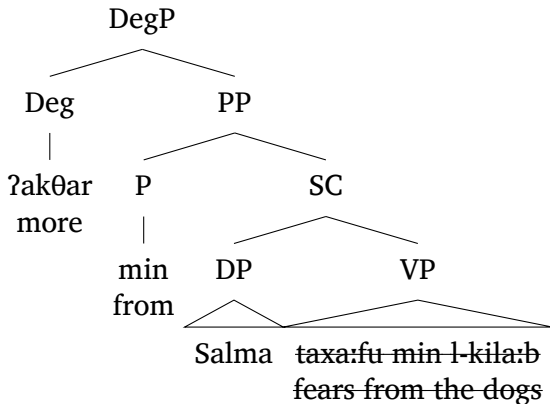 DegP
Deg PP
ʔakθar P SC
more
min DP VP
from
Salma taxa:fu min l-kila:b
fears from the dogs